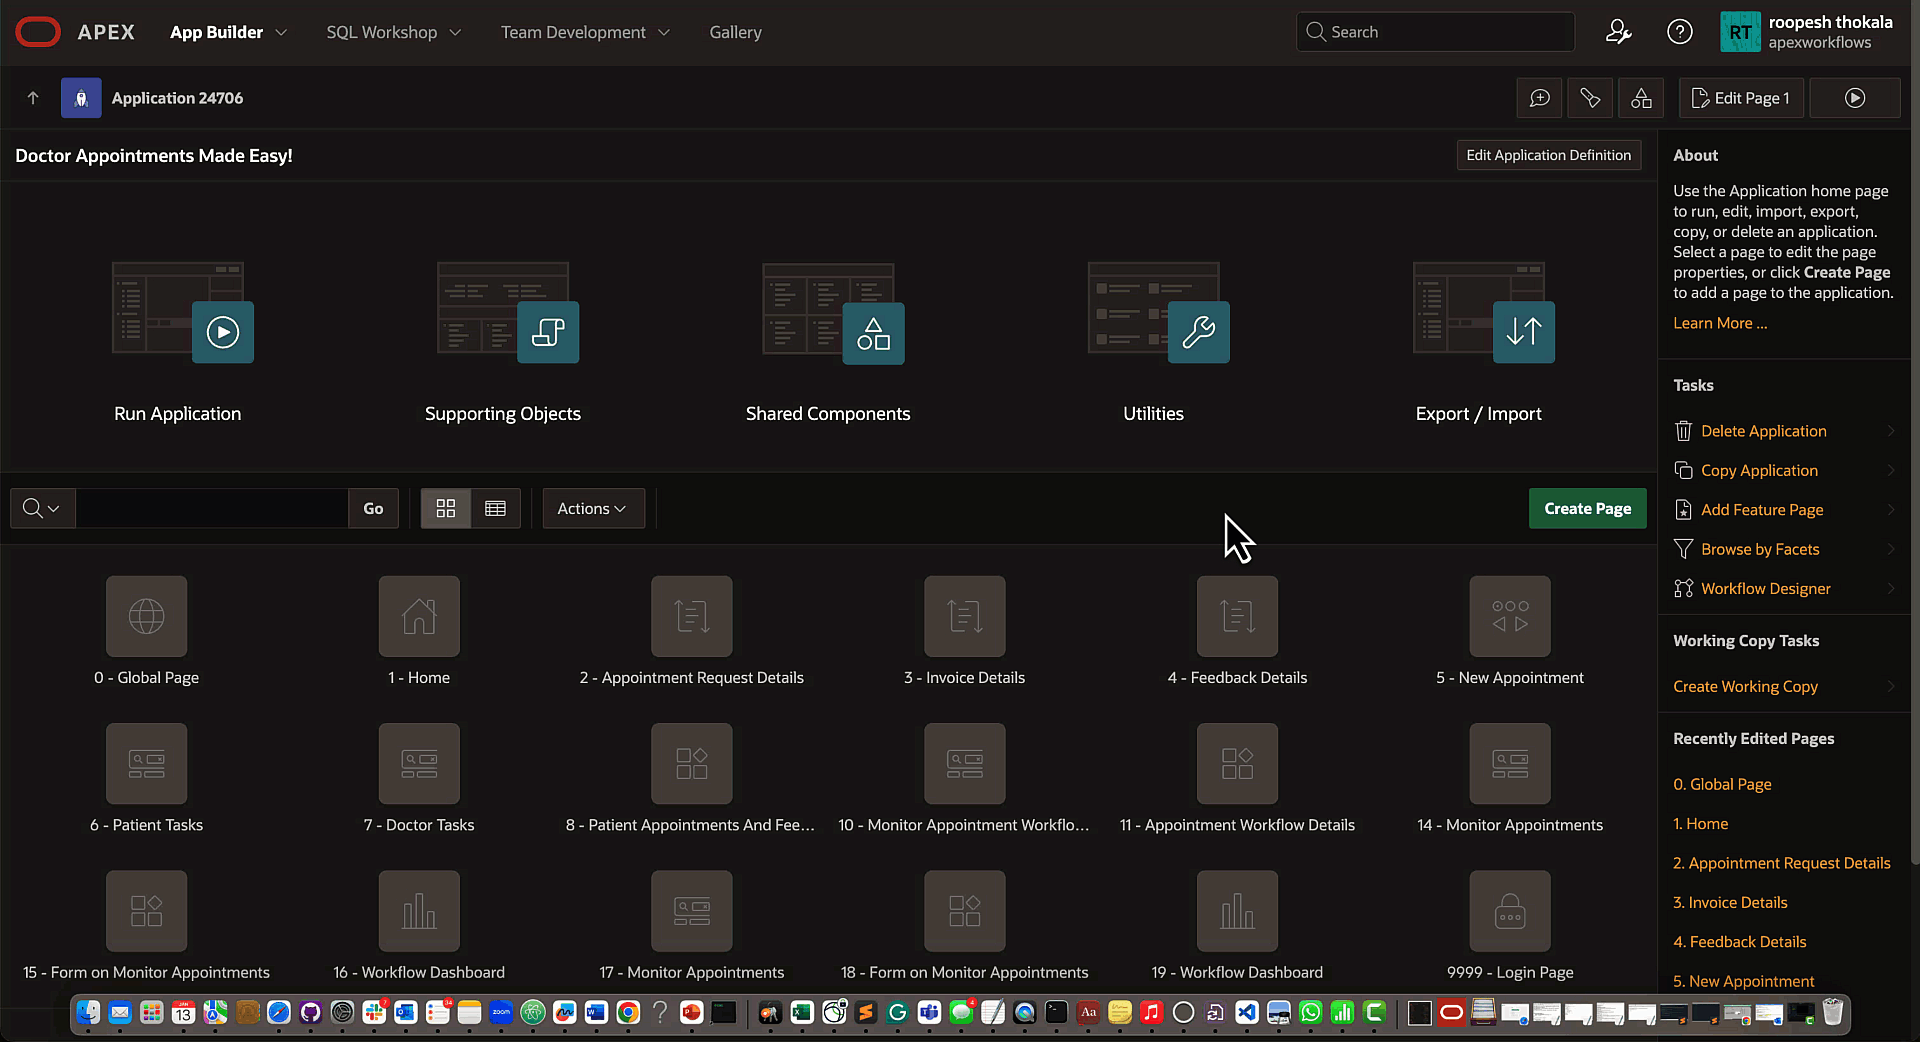 APEX
App Builder
SQL Workshop
Team Development
Gallery
Search
RT
roopesh thokala
apexworkflows
Application 24706
Edit Page 1
Doctor Appointments Made Easy!
Edit Application Definition
Run Application
Supporting Objects
Shared Components
Utilities
Export / Import
Go
Actions
Create Page
0 - Global Page
1 - Home
2 - Appointment Request Details
3 - Invoice Details
4 - Feedback Details
5 - New Appointment
6 - Patient Tasks
7 - Doctor Tasks
8 - Patient Appointments And Fee...
10 - Monitor Appointment Workflo...
11 - Appointment Workflow Details
14 - Monitor Appointments
15 - Form on Monitor Appointments
16 - Workflow Dashboard
17 - Monitor Appointments
18 - Form on Monitor Appointments
19 - Workflow Dashboard
9999 - Login Page
About
Use the Application home page
to run, edit, import, export,
copy, or delete an application.
Select a page to edit the page
properties, or click Create Page
to add a page to the application.
Learn More ...
Tasks
Delete Application
Copy Application
Add Feature Page
Browse by Facets
Workflow Designer
Working Copy Tasks
Create Working Copy
Recently Edited Pages
0. Global Page
1. Home
2. Appointment Request Details
3. Invoice Details
4. Feedback Details
5. New Appointment
JAN
13
zoom
Aa